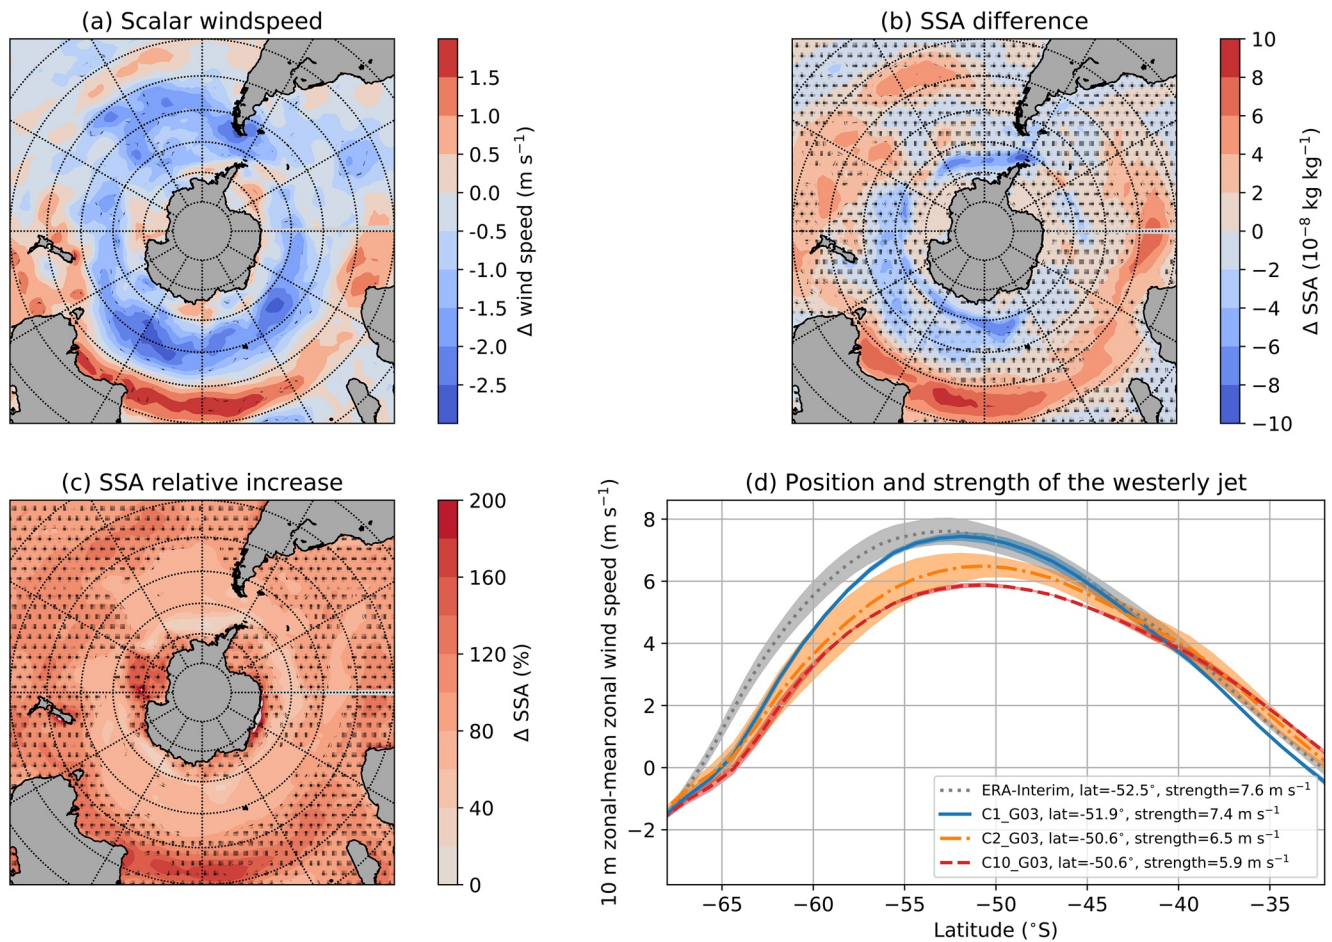 (a) Scalar windspeed
1.5
1.0
0.5
0.0
-0.5
-1.0
-1.5
-2.0
-2.5
Δ wind speed (m s⁻¹)
(b) SSA difference
10
8
6
4
2
0
−2
−4
−6
−8
−10
Δ SSA (10⁻⁸ kg kg⁻¹)
(c) SSA relative increase
200
160
120
80
40
0
Δ SSA (%)
(d) Position and strength of the westerly jet
10 m zonal-mean zonal wind speed (m s⁻¹)
8
6
4
2
0
−2
ERA-Interim, lat=-52.5°, strength=7.6 m s⁻¹
C1_G03, lat=-51.9°, strength=7.4 m s⁻¹
C2_G03, lat=-50.6°, strength=6.5 m s⁻¹
C10_G03, lat=-50.6°, strength=5.9 m s⁻¹
−65 −60 −55 −50 −45 −40 −35
Latitude (°S)